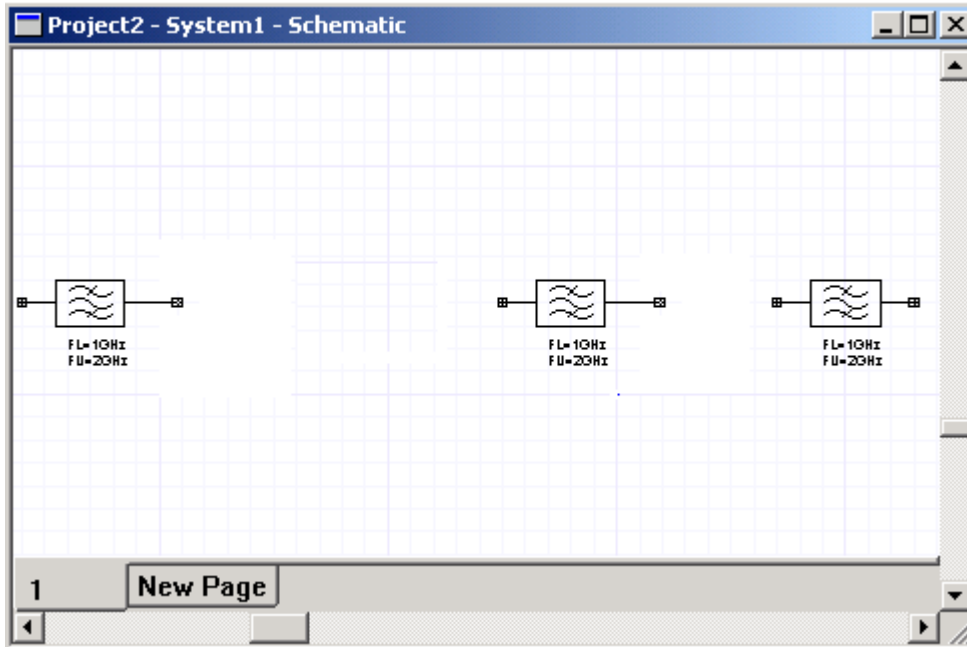 Project2 - System1 - Schematic
FL=1GHz
FU=2GHz
FL=1GHz
FU=2GHz
FL=1GHz
FU=2GHz
1
New Page